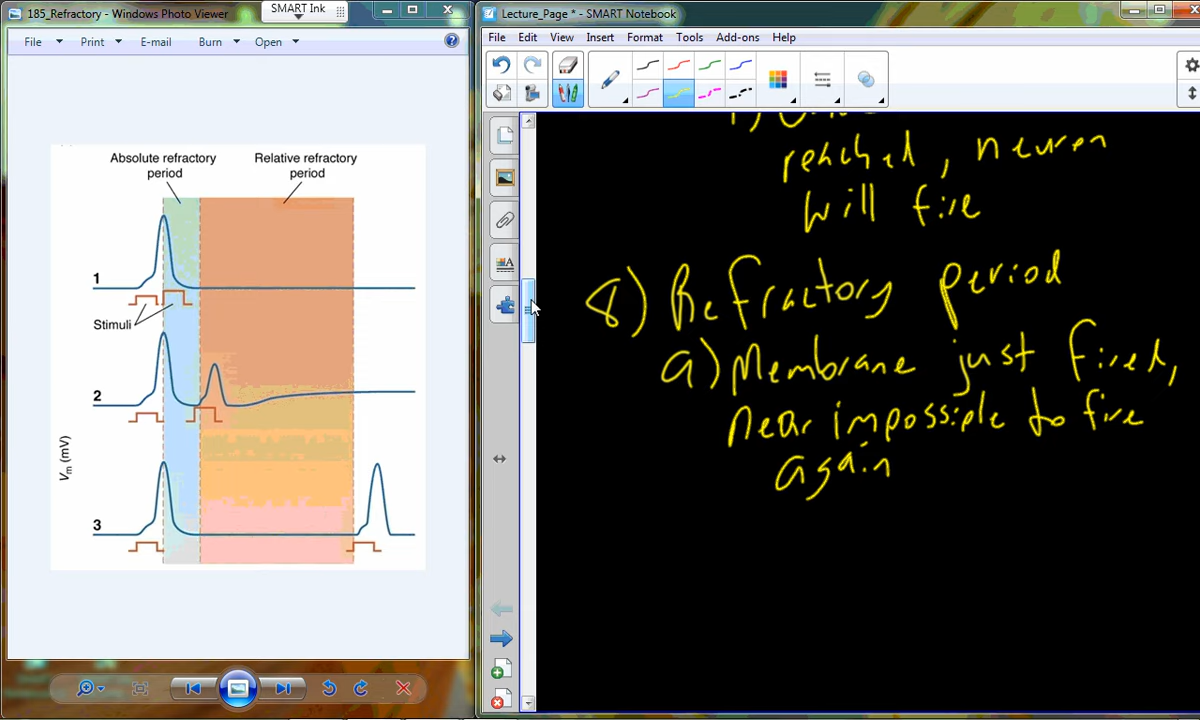 185_Refractory - Windows Photo Viewer
SMART Ink
File Print E-mail Burn Open
Absolute refractory period
Relative refractory period
1
Stimuli
2
Vm (mV)
3
Lecture_Page * - SMART Notebook
File Edit View Insert Format Tools Add-ons Help
reached, neuron
will fire
8) Refractory period
a) Membrane just fired,
near impossible to fire
again